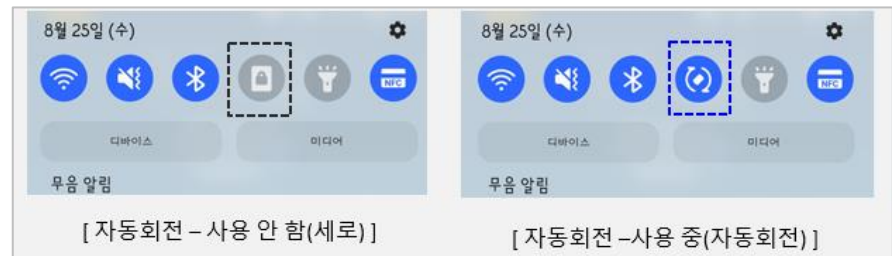 8월 25일 (수)
NFC
디바이스 미디어
무음 알림
[ 자동회전 – 사용 안 함(세로) ]
8월 25일 (수)
NFC
디바이스 미디어
무음 알림
[ 자동회전 –사용 중(자동회전) ]